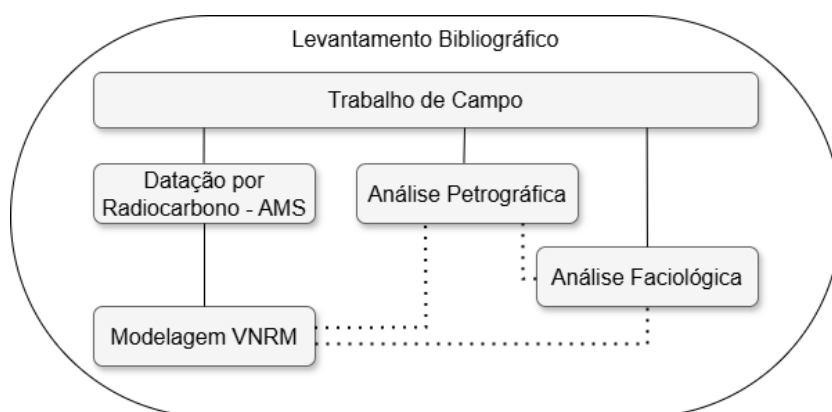 Levantamento Bibliográfico
Trabalho de Campo
Datação por
Radiocarbono - AMS
Análise Petrográfica
Análise Faciológica
Modelagem VNRM